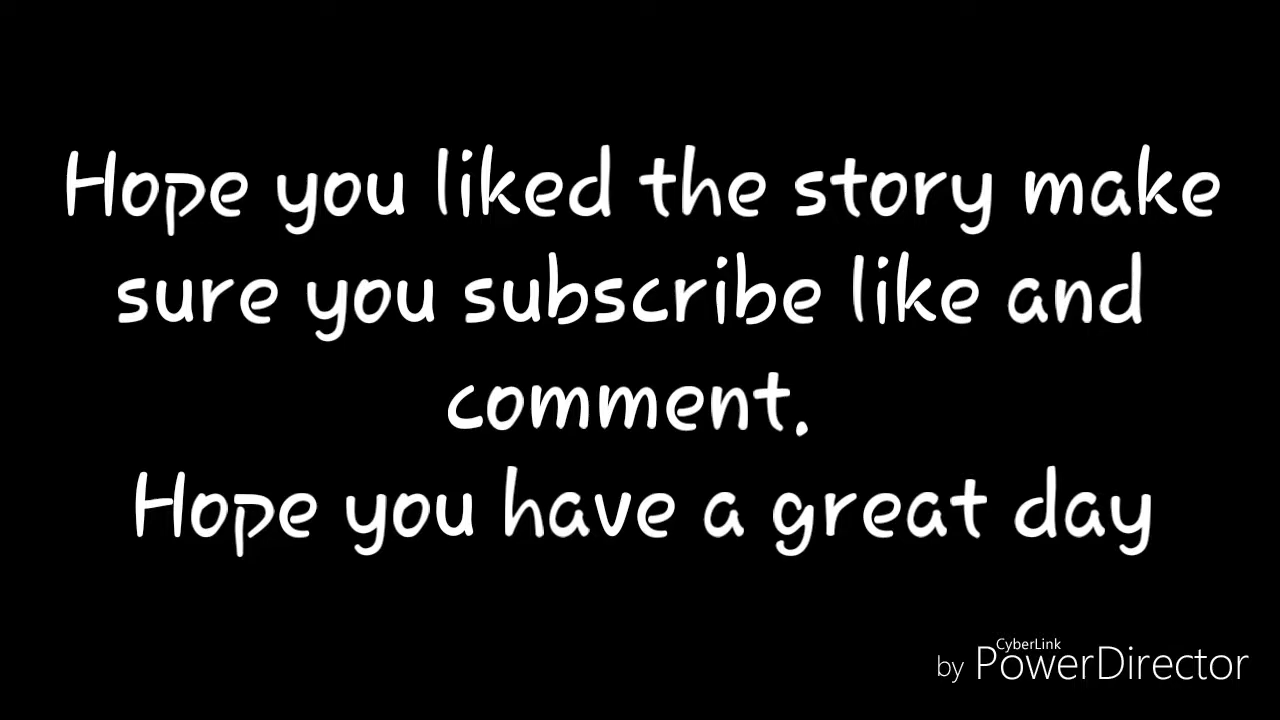 Hope you liked the story make
sure you subscribe like and
comment.
Hope you have a great day
CyberLink
by PowerDirector